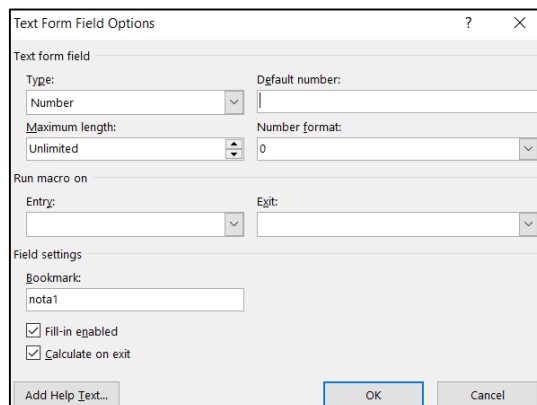 Text Form Field Options ? ×
Text form field
Type: Default number:
Number
Maximum length: Number format:
Unlimited 0
Run macro on
Entry: Exit:
Field settings
Bookmark:
nota1
Fill-in enabled
Calculate on exit
Add Help Text... OK Cancel